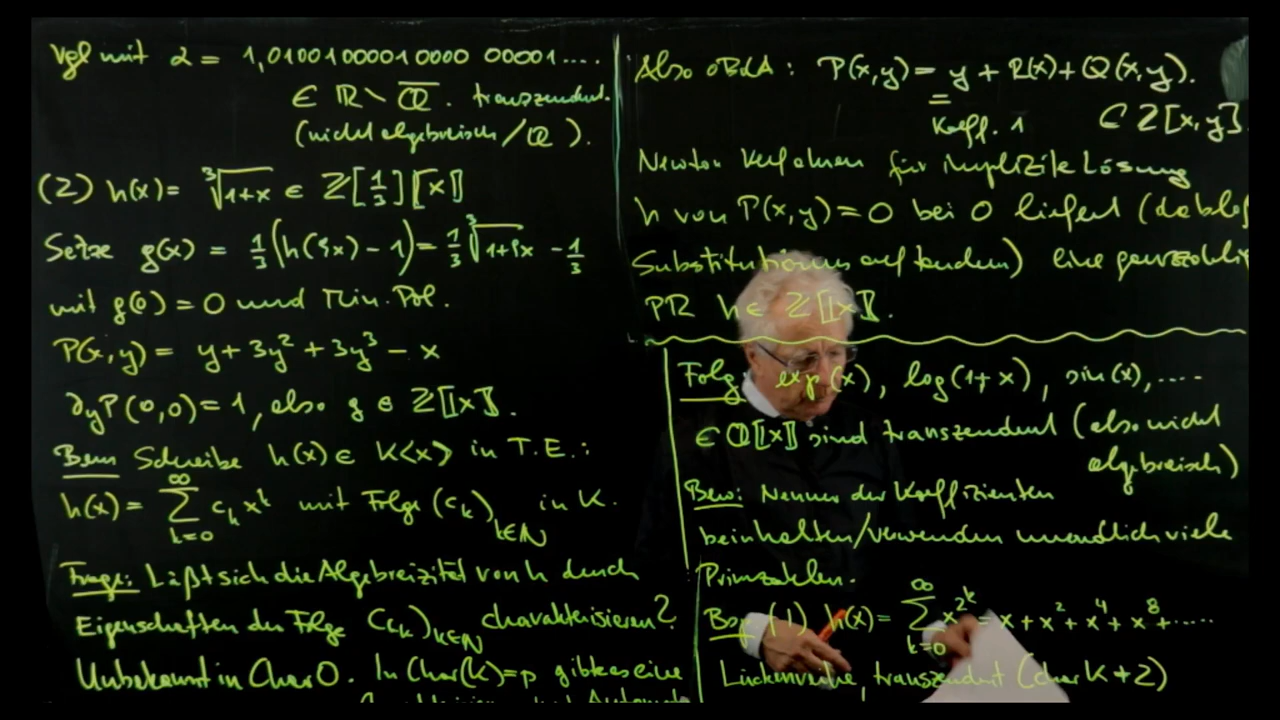 Vgl mit α = 1,0100100001 0000 00001....
∈ ℝ \ ℚ̅. transzendent.
(nicht algebraisch/ℚ).
(2) h(x) = ∛(1+x) ∈ ℤ[1/3][[x]]
Setze g(x) = 1/3 (h(9x) - 1) = 1/3 ∛(1+9x) - 1/3
mit g(0) = 0 und Min. Pol.
P(x,y) = y + 3y² + 3y³ - x
∂yP(0,0) = 1, also g ∈ ℤ[[x]].
Bem Schreibe h(x) ∈ K<x> in T.E.:
h(x) = ∑_{k=0}^{∞} c_k x^k mit Folge (c_k)_{k∈ℕ} in K.
Frage: Läßt sich die Algebraizität von h durch
Eigenschaften der Folge (c_k)_{k∈ℕ} charakterisieren?
Unbekannt in Char 0. In Char(K)=p gibt es eine
Also oBdA: P(x,y) = y + R(x) + Q(x,y).
Koeff. 1 ∈ ℤ[x,y]
Newton Verfahren für implizite Lösung
h von P(x,y) = 0 bei 0 liefert (da bloß
Substitutionen auftauchen) eine ganzzahlige
PR h ∈ ℤ[[x]].
Folg: exp(x), log(1+x), sin(x),....
∈ ℚ[[x]] sind transzendent (also nicht
algebraisch)
Bew: Nenner der Koeffizienten
beinhalten/verwenden unendlich viele
Primzahlen.
Bsp (1) h(x) = ∑_{k=0}^{∞} x^{2^k} = x + x² + x⁴ + x⁸ + .....
Lückenreihe, transzendent (char K ≠ 2)